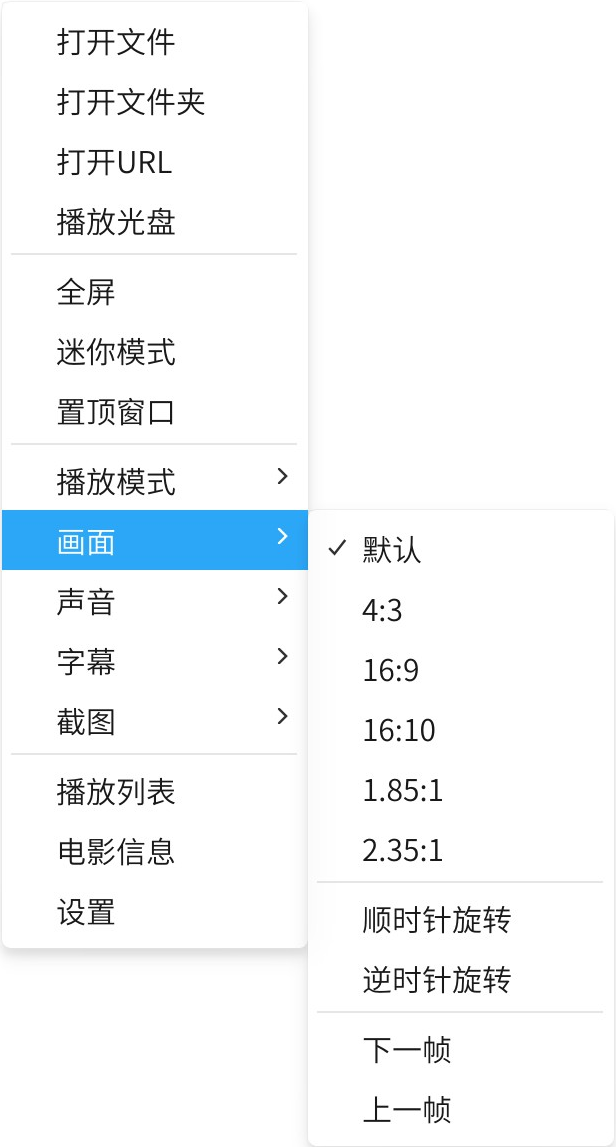 打开文件
打开文件夹
打开URL
播放光盘
全屏
迷你模式
置顶窗口
播放模式
画面
声音
字幕
截图
播放列表
电影信息
设置
默认
4:3
16:9
16:10
1.85:1
2.35:1
顺时针旋转
逆时针旋转
下一帧
上一帧